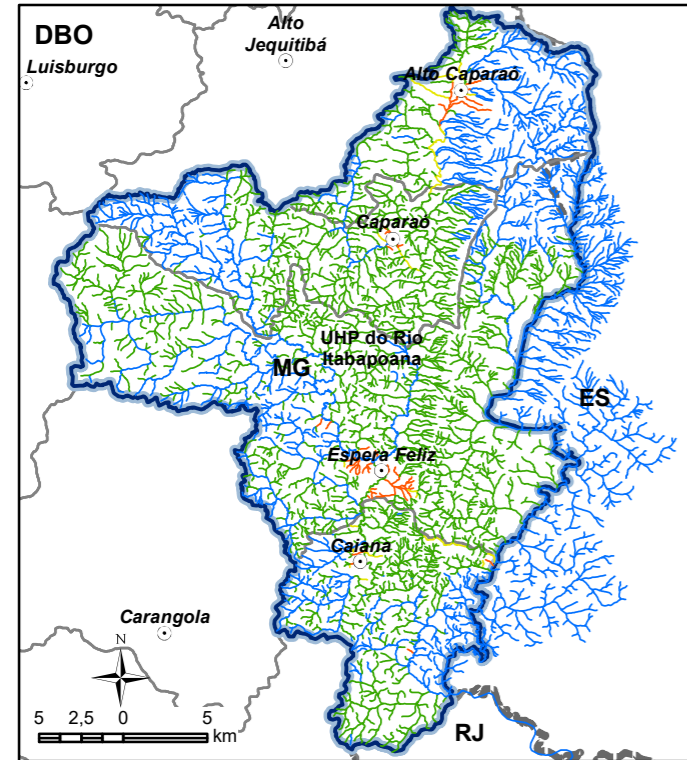 DBO
Alto
Jequitibá
Luisburgo
Alto Caparaó
Caparaó
UHP do Rio
Itabapoana
MG
ES
Espera Feliz
Caiana
Carangola
N
5 2,5 0 5
km
RJ